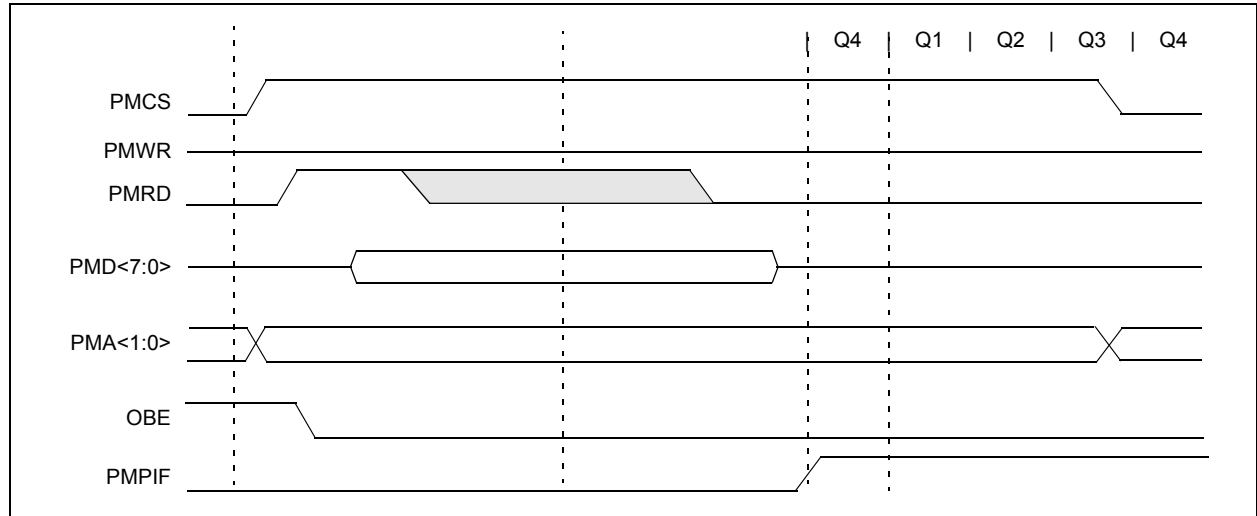 | Q4 | Q1 | Q2 | Q3 | Q4
PMCS
PMWR
PMRD
PMD<7:0>
PMA<1:0>
OBE
PMPIF